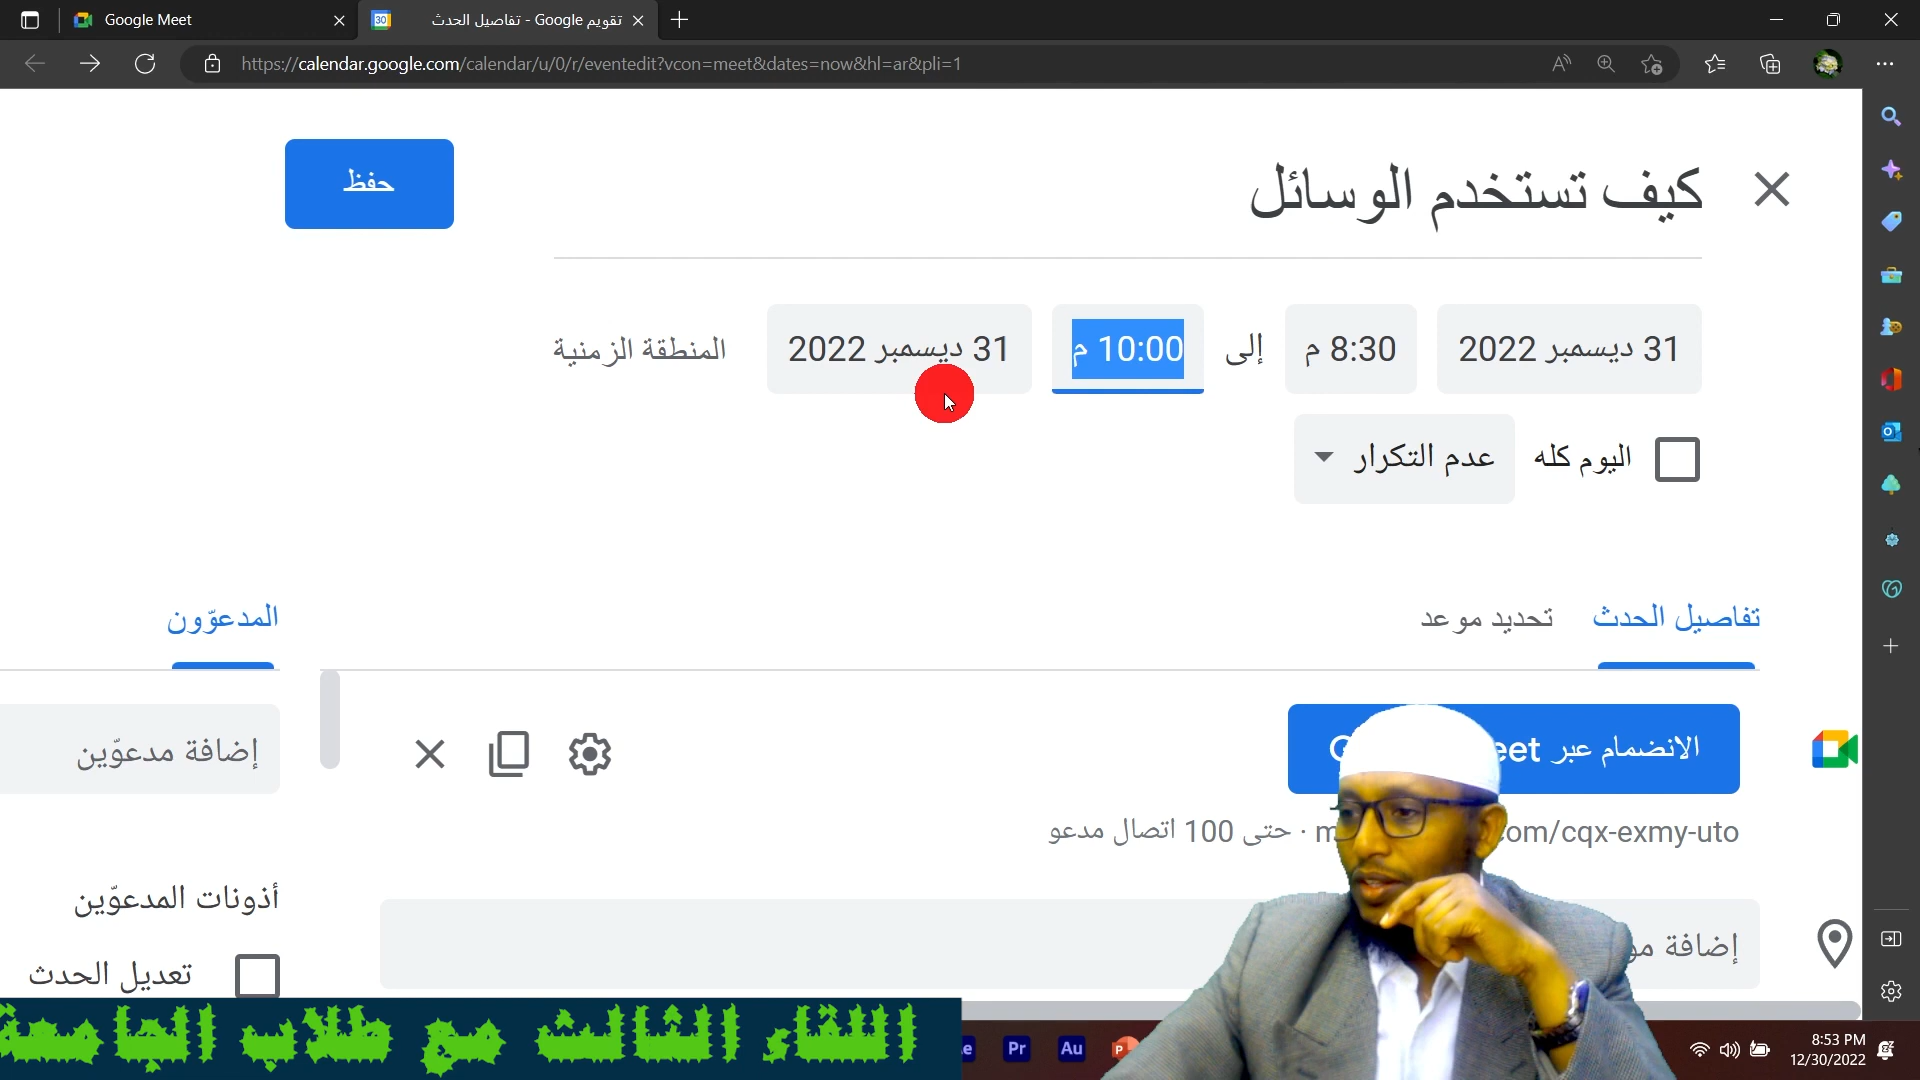 Google Meet
تقويم Google - تفاصيل الحدث
https://calendar.google.com/calendar/u/0/r/eventedit?vcon=meet&dates=now&hl=ar&pli=1
كيف تستخدم الوسائل
حفظ
31 ديسمبر 2022
8:30 م
إلى
10:00 م
31 ديسمبر 2022
المنطقة الزمنية
اليوم كله
عدم التكرار
تفاصيل الحدث
تحديد موعد
المدعوّون
الانضمام عبر
إضافة مدعوّين
om/cqx-exmy-uto
· حتى 100 اتصال مدعو
أذونات المدعوّين
إضافة
تعديل الحدث
اللقاء الثالث مع طلاب الجامعة
Pr
Au
8:53 PM
12/30/2022